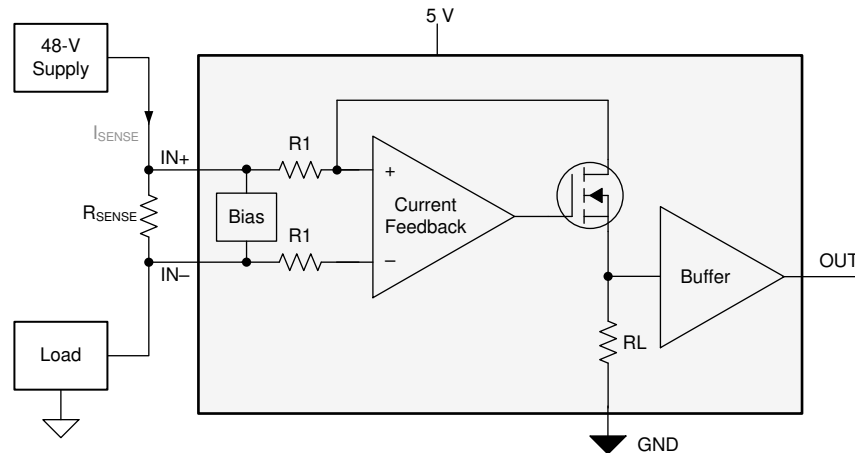 5 V
48-V
Supply
ISENSE
IN+
R1
+
RSENSE
Bias
Current
Feedback
R1
IN–
–
Buffer
OUT
Load
RL
GND